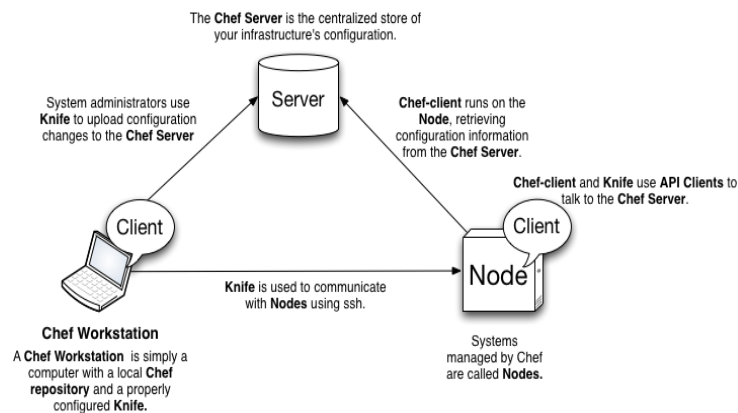 The Chef Server is the centralized store of
your infrastructure's configuration.
Server
System administrators use
Knife to upload configuration
changes to the Chef Server
Chef-client runs on the
Node, retrieving
configuration information
from the Chef Server.
Chef-client and Knife use API Clients to
talk to the Chef Server.
Client
Client
Node
Knife is used to communicate
with Nodes using ssh.
Chef Workstation
A Chef Workstation is simply a
computer with a local Chef
repository and a properly
configured Knife.
Systems
managed by Chef
are called Nodes.